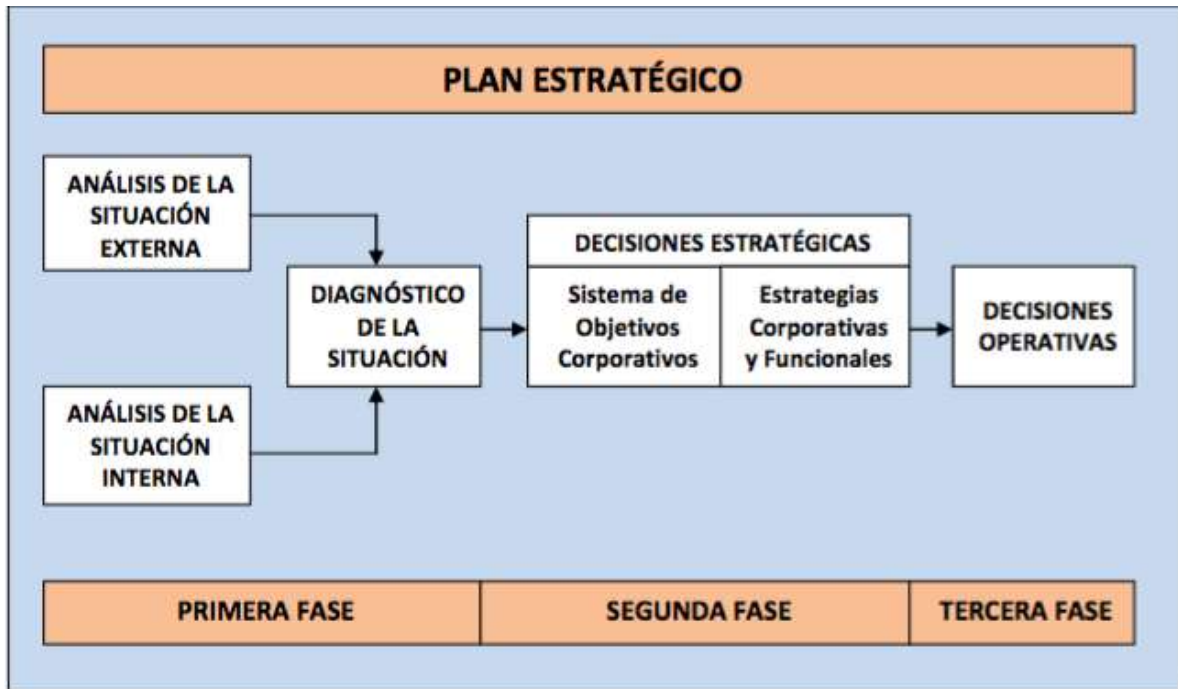 PLAN ESTRATÉGICO
ANÁLISIS DE LA
SITUACIÓN
EXTERNA
ANÁLISIS DE LA
SITUACIÓN
INTERNA
DIAGNÓSTICO
DE LA
SITUACIÓN
DECISIONES ESTRATÉGICAS
Sistema de
Objetivos
Corporativos
Estrategias
Corporativas
y Funcionales
DECISIONES
OPERATIVAS
PRIMERA FASE
SEGUNDA FASE
TERCERA FASE